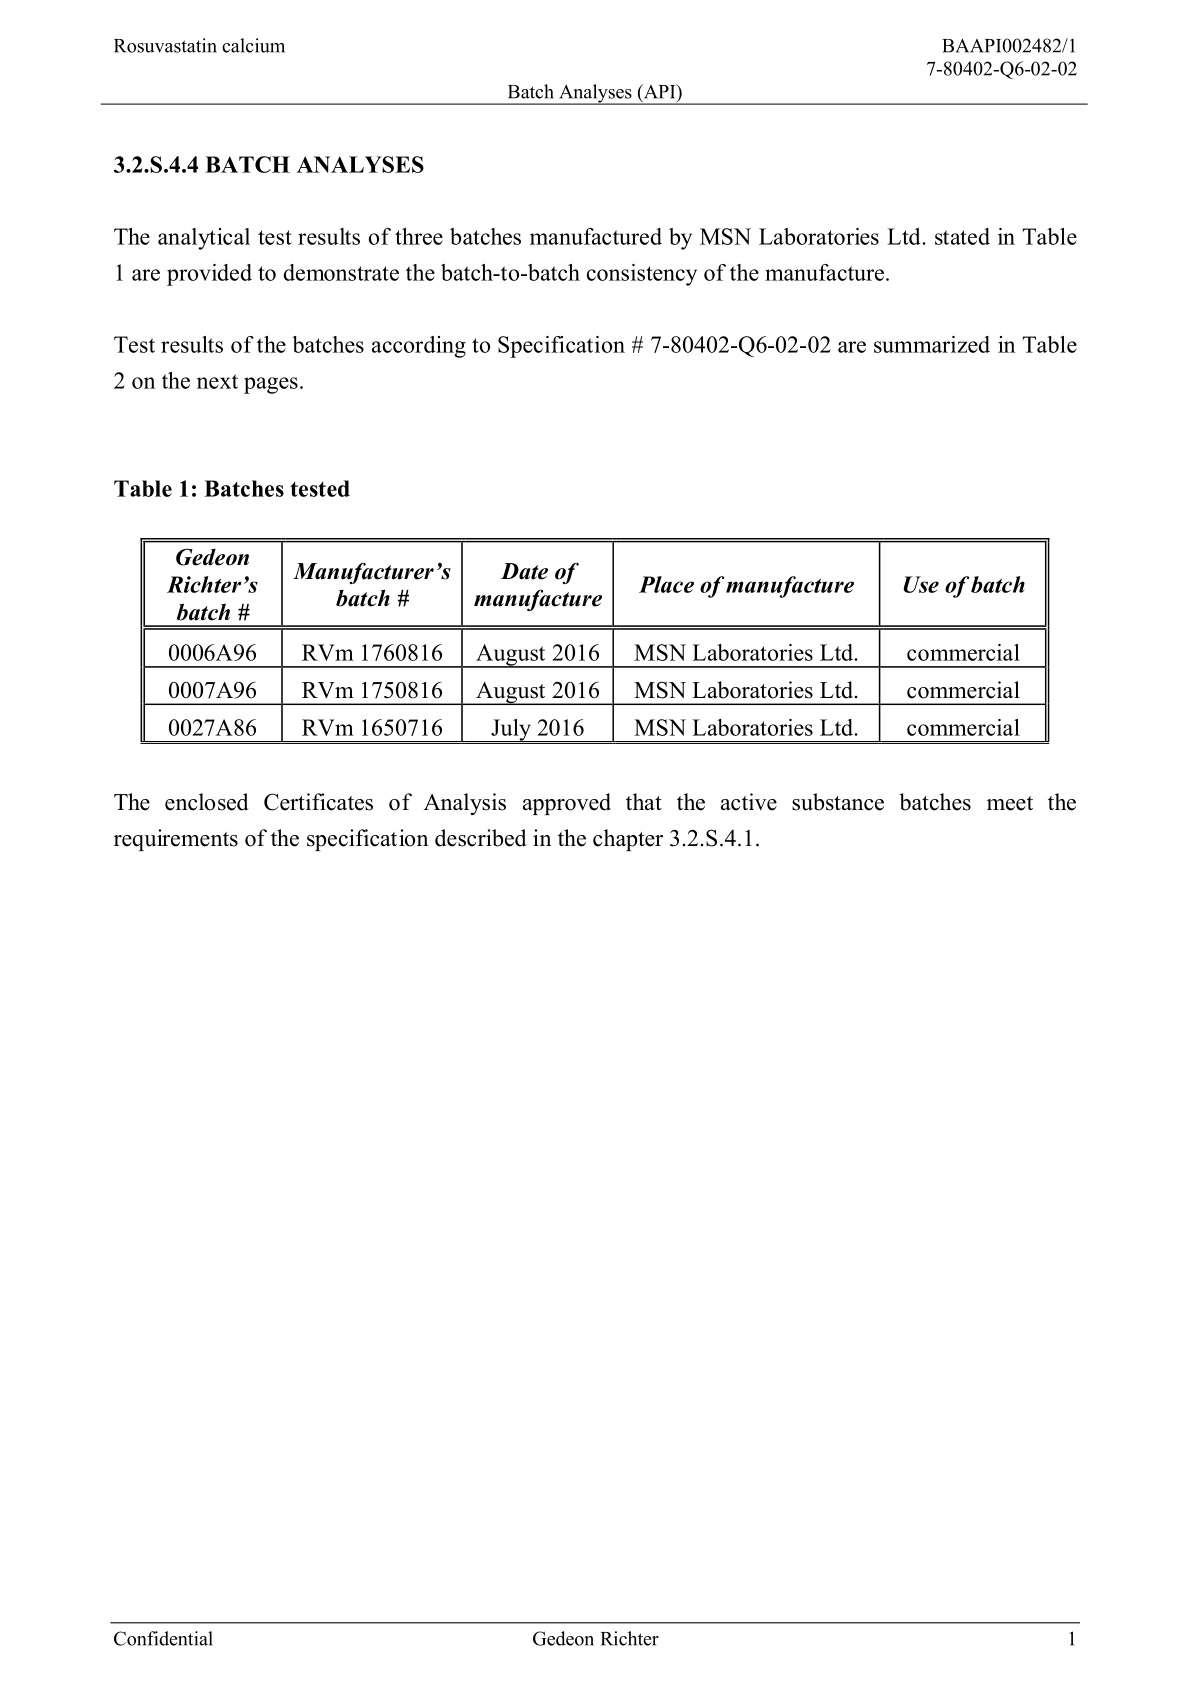 Rosuvastatin calcium BAAPI002482/1
7-80402-Q6-02-02
Batch Analyses (API)
3.2.S.4.4 BATCH ANALYSES
The analytical test results of three batches manufactured by MSN Laboratories Ltd. stated in Table
1 are provided to demonstrate the batch-to-batch consistency of the manufacture.
Test results of the batches according to Specification # 7-80402-Q6-02-02 are summarized in Table
2 on the next pages.
Table 1: Batches tested
Gedeon
Richter’s
batch #
Manufacturer’s
batch #
Date of
manufacture
Place of manufacture
Use of batch
0006A96 RVm 1760816 August 2016 MSN Laboratories Ltd. commercial
0007A96 RVm 1750816 August 2016 MSN Laboratories Ltd. commercial
0027A86 RVm 1650716 July 2016 MSN Laboratories Ltd. commercial
The enclosed Certificates of Analysis approved that the active substance batches meet the
requirements of the specification described in the chapter 3.2.S.4.1.
Confidential Gedeon Richter 1